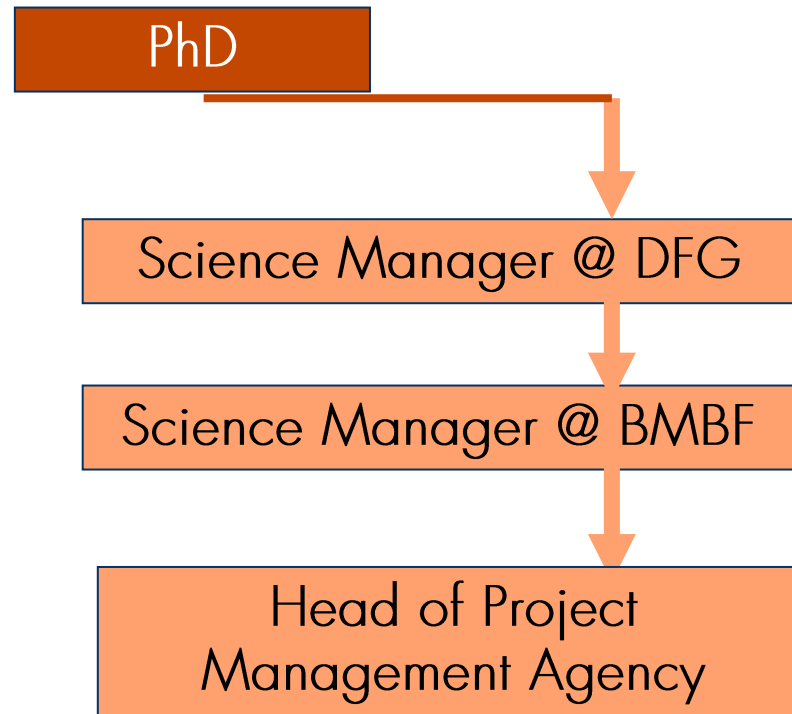 PhD
Science Manager @ DFG
Science Manager @ BMBF
Head of Project
Management Agency